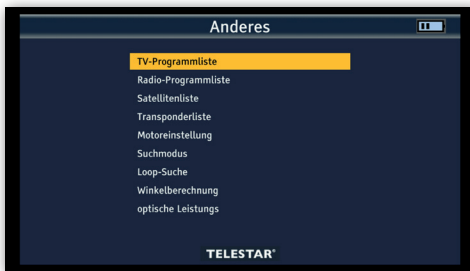 Anderes
TV-Programmliste
Radio-Programmliste
Satellitenliste
Transponderliste
Motoreinstellung
Suchmodus
Loop-Suche
Winkelberechnung
optische Leistungs
TELESTAR®